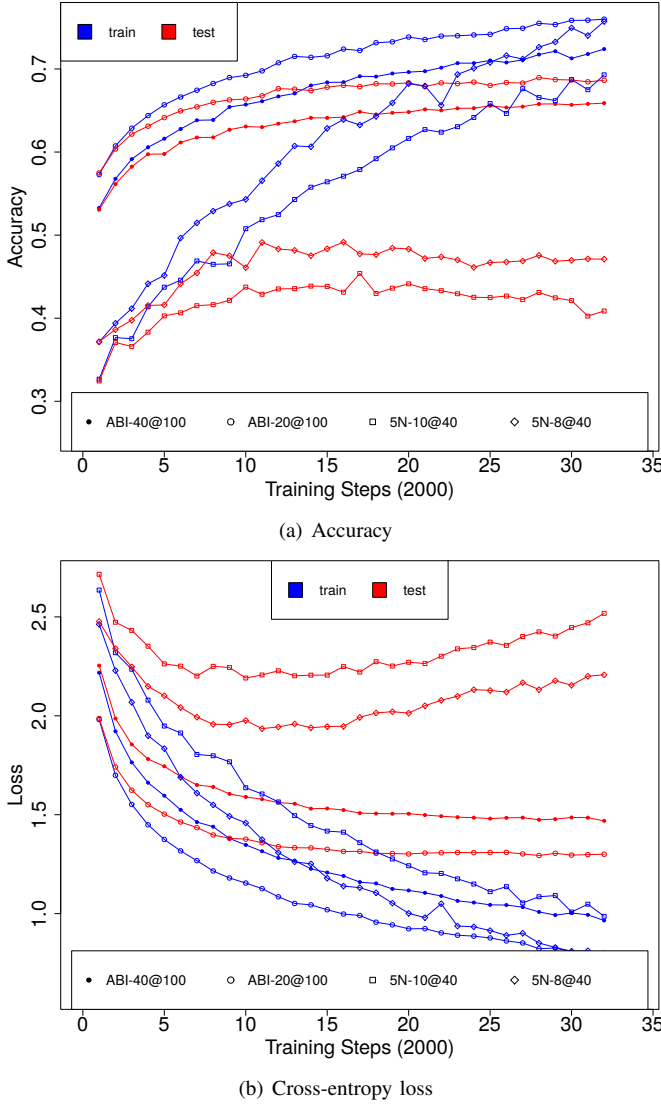 train test
0.7
0.6
0.5
0.4
0.3
Accuracy
ABI-40@100 ABI-20@100 5N-10@40 5N-8@40
0 5 10 15 20 25 30 35
Training Steps (2000)
(a) Accuracy
train test
2.5
2.0
1.5
1.0
Loss
ABI-40@100 ABI-20@100 5N-10@40 5N-8@40
0 5 10 15 20 25 30 35
Training Steps (2000)
(b) Cross-entropy loss